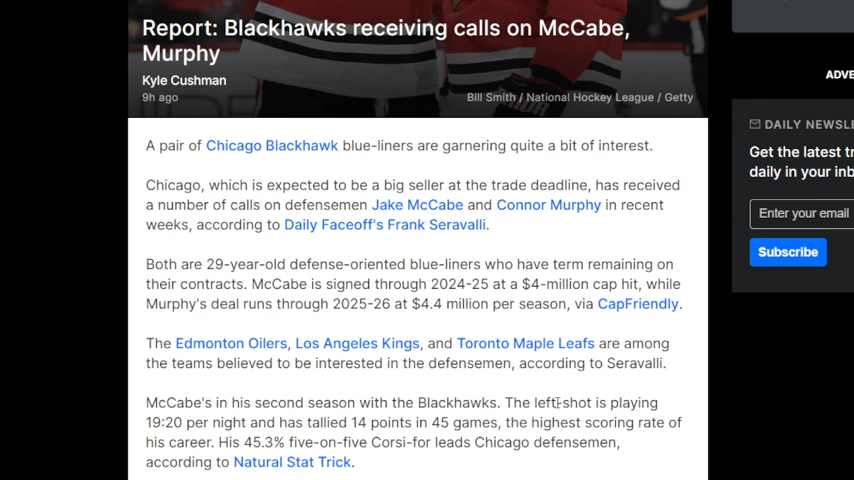 Report: Blackhawks receiving calls on McCabe,
Murphy
Kyle Cushman
9h ago
Bill Smith / National Hockey League / Getty
A pair of Chicago Blackhawk blue-liners are garnering quite a bit of interest.
Chicago, which is expected to be a big seller at the trade deadline, has received
a number of calls on defensemen Jake McCabe and Connor Murphy in recent
weeks, according to Daily Faceoff's Frank Seravalli.
Both are 29-year-old defense-oriented blue-liners who have term remaining on
their contracts. McCabe is signed through 2024-25 at a $4-million cap hit, while
Murphy's deal runs through 2025-26 at $4.4 million per season, via CapFriendly.
The Edmonton Oilers, Los Angeles Kings, and Toronto Maple Leafs are among
the teams believed to be interested in the defensemen, according to Seravalli.
McCabe's in his second season with the Blackhawks. The left-shot is playing
19:20 per night and has tallied 14 points in 45 games, the highest scoring rate of
his career. His 45.3% five-on-five Corsi-for leads Chicago defensemen,
according to Natural Stat Trick.
ADVE
DAILY NEWSLE
Get the latest tr
daily in your inb
Enter your email
Subscribe